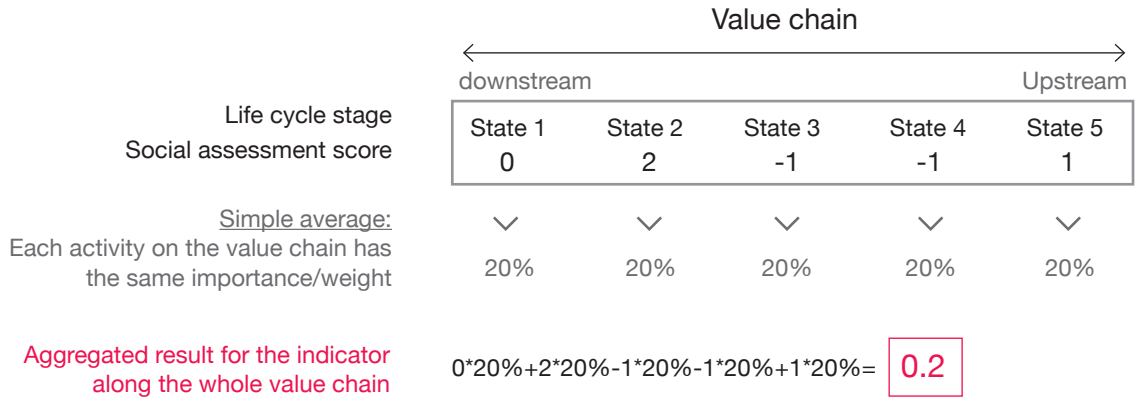 Value chain
downstream Upstream
Life cycle stage State 1 State 2 State 3 State 4 State 5
Social assessment score 0 2 -1 -1 1
Simple average:
Each activity on the value chain has
the same importance/weight
20% 20% 20% 20% 20%
Aggregated result for the indicator
along the whole value chain
0*20%+2*20%-1*20%-1*20%+1*20%= 0.2